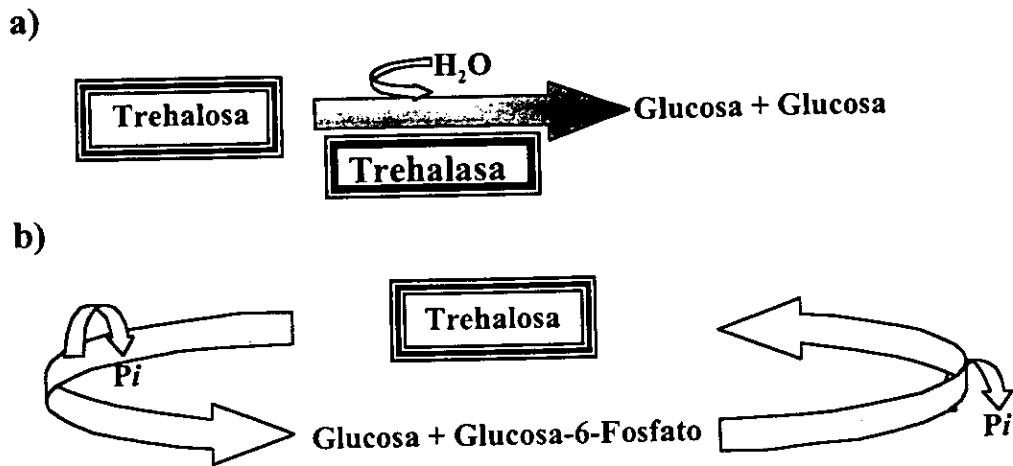 a)
H₂O
Trehalosa
Glucosa + Glucosa
Trehalasa
b)
Trehalosa
Pi
Glucosa + Glucosa-6-Fosfato
Pi